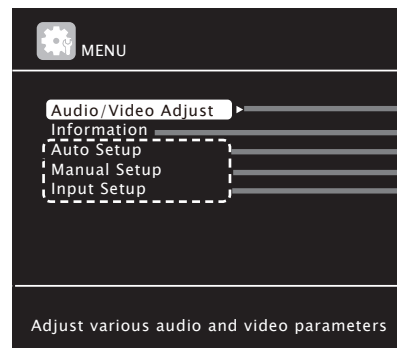 MENU
Audio/Video Adjust
Information
Auto Setup
Manual Setup
Input Setup
Adjust various audio and video parameters